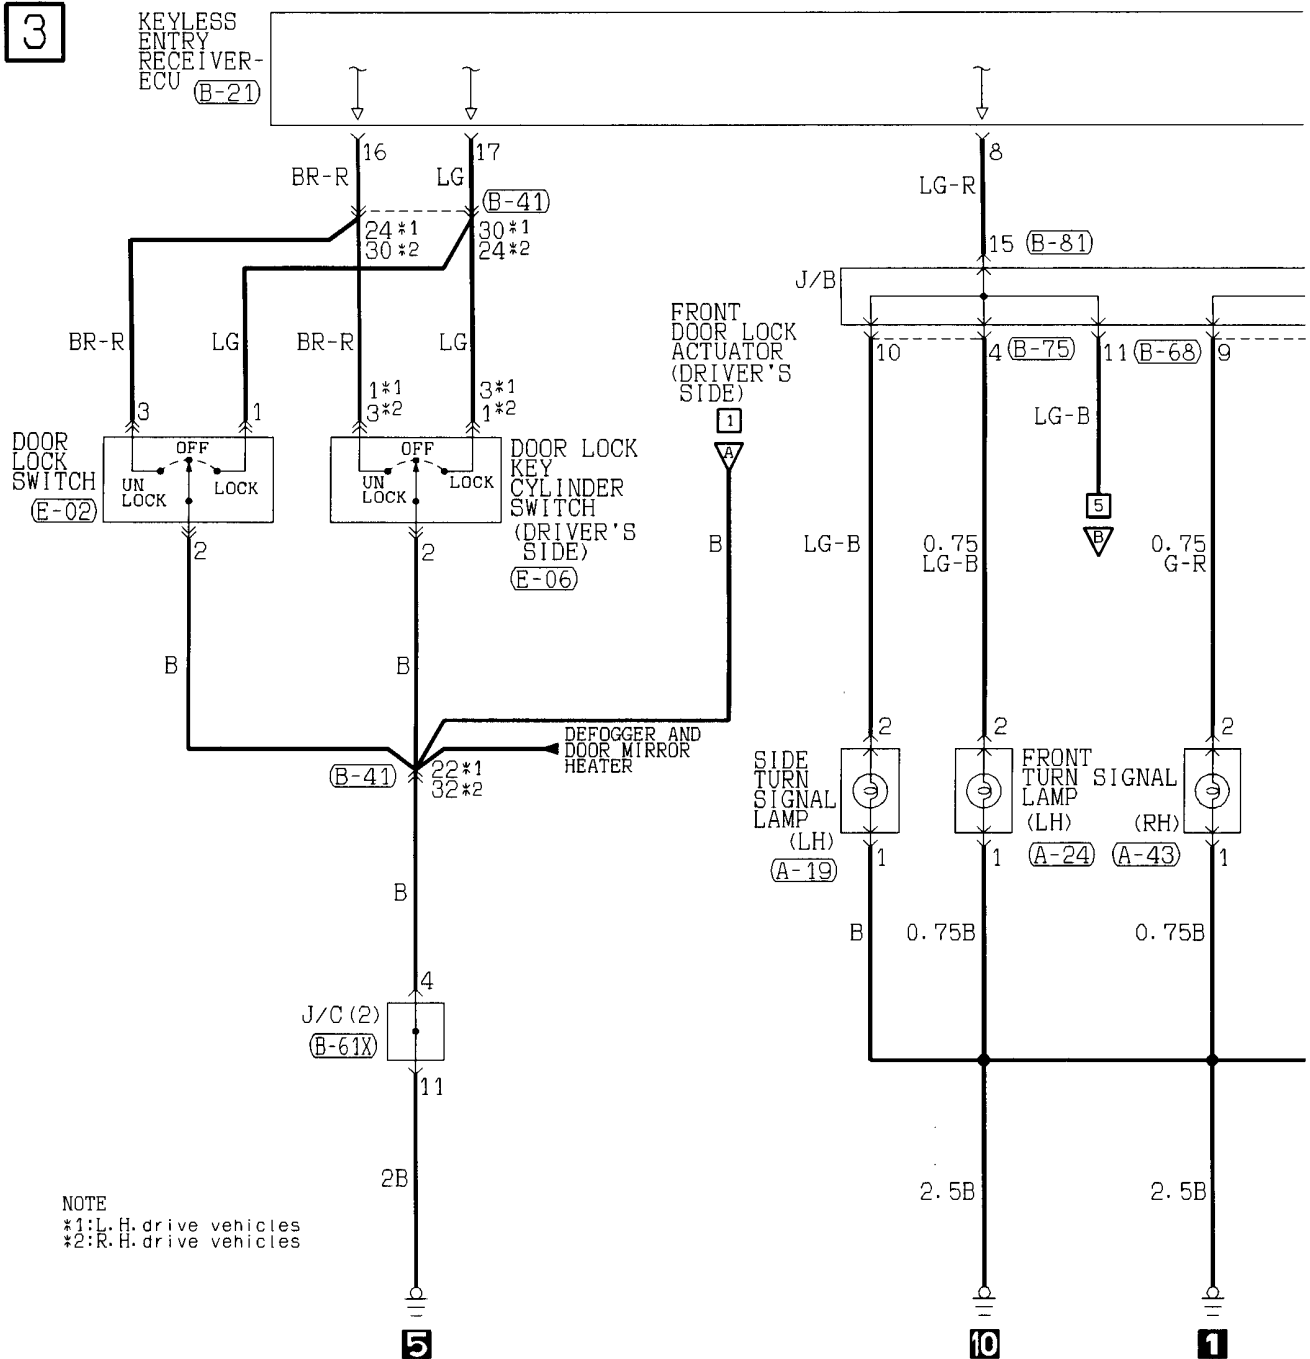 3
KEYLESS
ENTRY
RECEIVER-
ECU (B-21)
16
17
8
BR-R
LG
LG-R
(B-41)
24*1
30*2
30*1
24*2
15 (B-81)
J/B
10
4 (B-75)
11 (B-68) 9
BR-R
LG
BR-R
LG
FRONT
DOOR LOCK
ACTUATOR
(DRIVER'S
SIDE)
1
A
LG-B
5
B
3
1
1*1
3*2
3*1
1*2
DOOR
LOCK
SWITCH
(E-02)
OFF
UN
LOCK
LOCK
2
OFF
UN
LOCK
LOCK
2
DOOR LOCK
KEY
CYLINDER
SWITCH
(DRIVER'S
SIDE)
(E-06)
B
LG-B
0.75
LG-B
0.75
G-R
B
B
DEFOGGER AND
DOOR MIRROR
HEATER
(B-41)
22*1
32*2
2
2
2
SIDE
TURN
SIGNAL
LAMP
(LH)
(A-19)
FRONT
TURN SIGNAL
LAMP
(LH)
(RH)
(A-24)
(A-43)
1
1
1
B
B
0.75B
0.75B
4
J/C(2)
(B-61X)
11
2B
2.5B
2.5B
NOTE
*1:L.H.drive vehicles
*2:R.H.drive vehicles
5
10
1